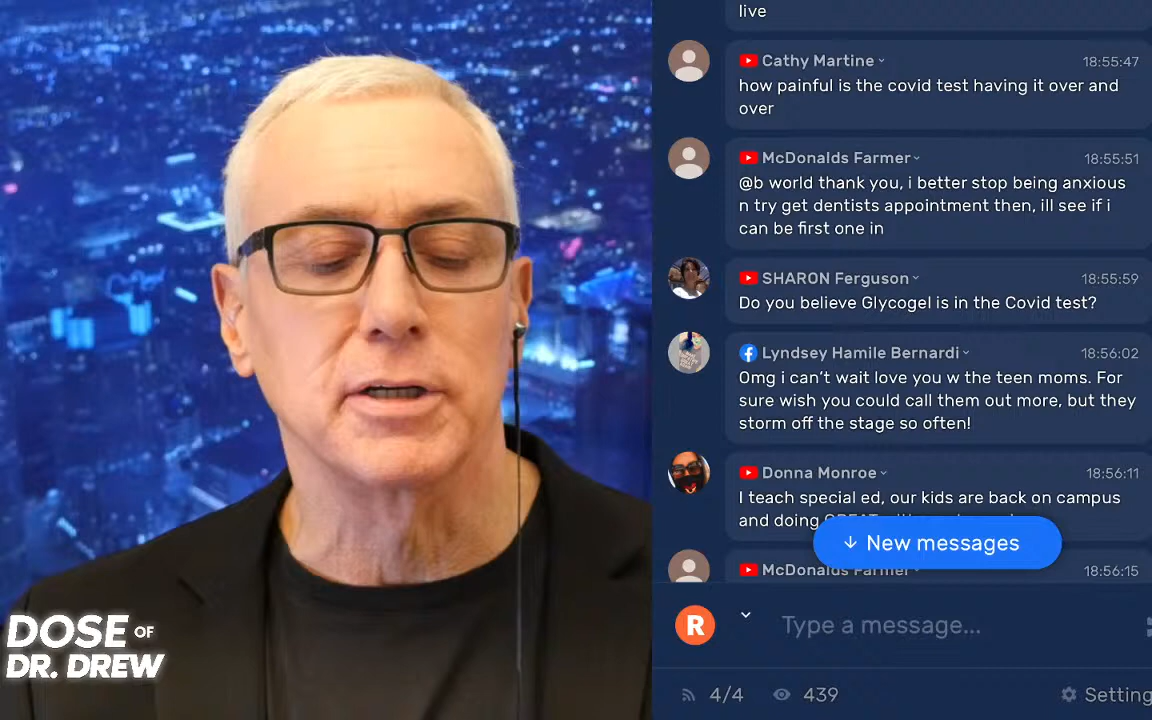 live
Cathy Martine
18:55:47
how painful is the covid test having it over and
over
McDonalds Farmer
18:55:51
@b world thank you, i better stop being anxious
n try get dentists appointment then, ill see if i
can be first one in
SHARON Ferguson
18:55:59
Do you believe Glycogel is in the Covid test?
Lyndsey Hamile Bernardi
18:56:02
Omg i can't wait love you w the teen moms. For
sure wish you could call them out more, but they
storm off the stage so often!
Donna Monroe
18:56:11
I teach special ed, our kids are back on campus
and doing
New messages
McDonalds Farmer
18:56:15
R
Type a message...
4/4
439
Setting
DOSE OF
DR. DREW